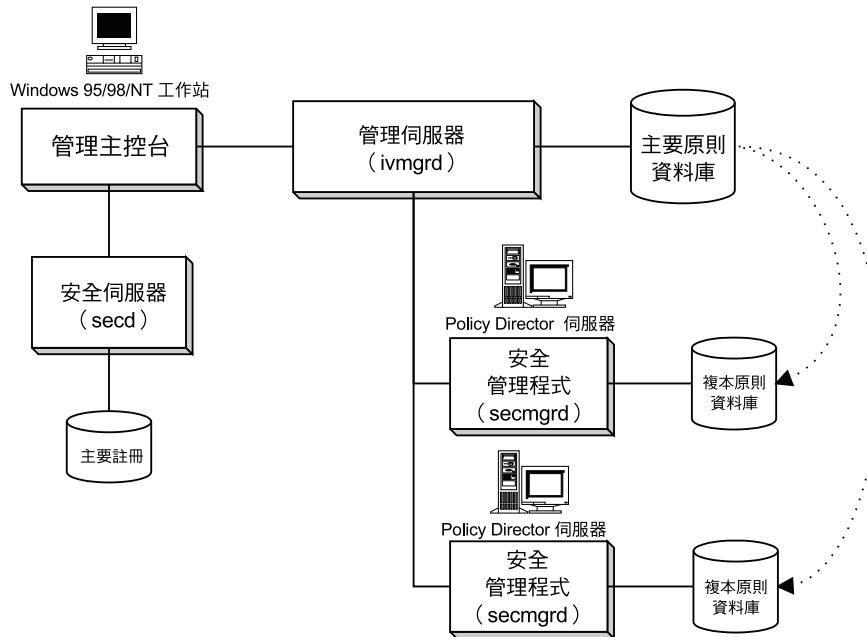 Windows 95/98/NT 工作站
管理主控台
管理伺服器
（ivmgrd）
主要原則
資料庫
安全伺服器
（secd）
主要註冊
Policy Director 伺服器
安全
管理程式
（secmgrd）
複本原則
資料庫
Policy Director 伺服器
安全
管理程式
（secmgrd）
複本原則
資料庫